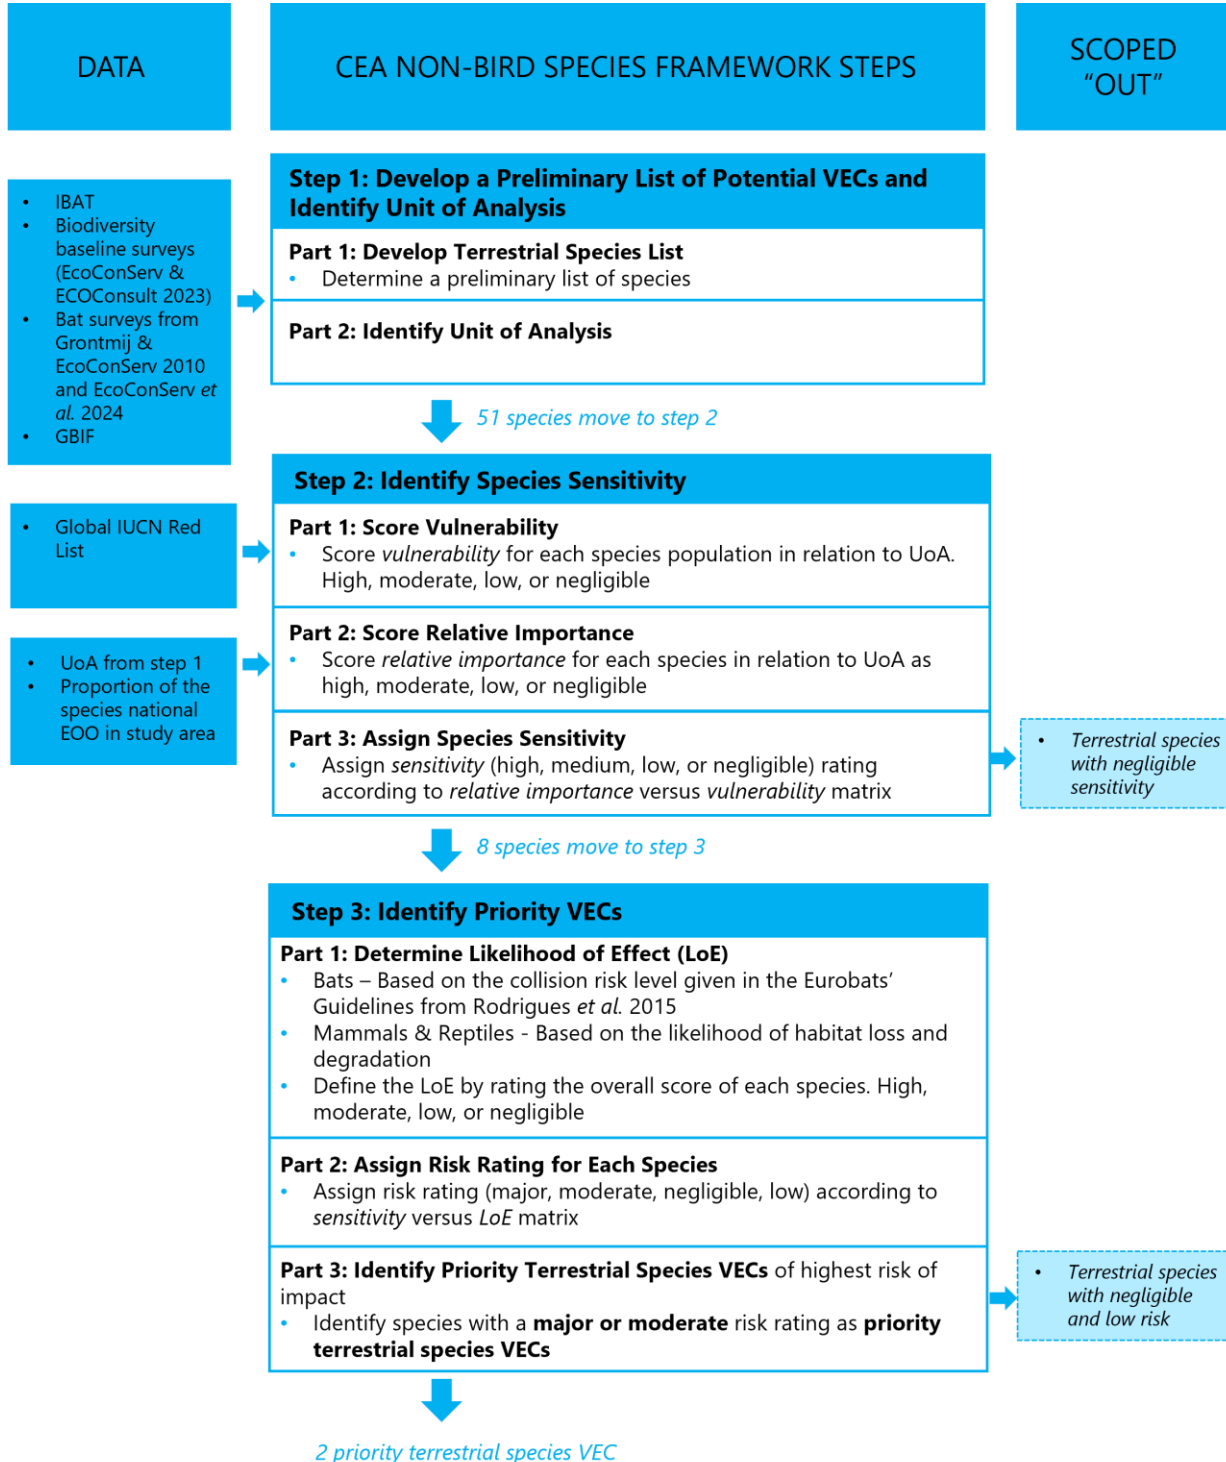 DATA
CEA NON-BIRD SPECIES FRAMEWORK STEPS
SCOPED
“OUT”
• IBAT
• Biodiversity
baseline surveys
(EcoConServ &
ECOConsult 2023)
• Bat surveys from
Grontmij &
EcoConServ 2010
and EcoConServ et
al. 2024
• GBIF
Step 1: Develop a Preliminary List of Potential VECs and
Identify Unit of Analysis
Part 1: Develop Terrestrial Species List
• Determine a preliminary list of species
Part 2: Identify Unit of Analysis
51 species move to step 2
Step 2: Identify Species Sensitivity
• Global IUCN Red
List
Part 1: Score Vulnerability
• Score vulnerability for each species population in relation to UoA.
High, moderate, low, or negligible
• UoA from step 1
• Proportion of the
species national
EOO in study area
Part 2: Score Relative Importance
• Score relative importance for each species in relation to UoA as
high, moderate, low, or negligible
Part 3: Assign Species Sensitivity
• Assign sensitivity (high, medium, low, or negligible) rating
according to relative importance versus vulnerability matrix
• Terrestrial species
with negligible
sensitivity
8 species move to step 3
Step 3: Identify Priority VECs
Part 1: Determine Likelihood of Effect (LoE)
• Bats – Based on the collision risk level given in the Eurobats’
Guidelines from Rodrigues et al. 2015
• Mammals & Reptiles - Based on the likelihood of habitat loss and
degradation
• Define the LoE by rating the overall score of each species. High,
moderate, low, or negligible
Part 2: Assign Risk Rating for Each Species
• Assign risk rating (major, moderate, negligible, low) according to
sensitivity versus LoE matrix
Part 3: Identify Priority Terrestrial Species VECs of highest risk of
impact
• Identify species with a major or moderate risk rating as priority
terrestrial species VECs
• Terrestrial species
with negligible
and low risk
2 priority terrestrial species VEC